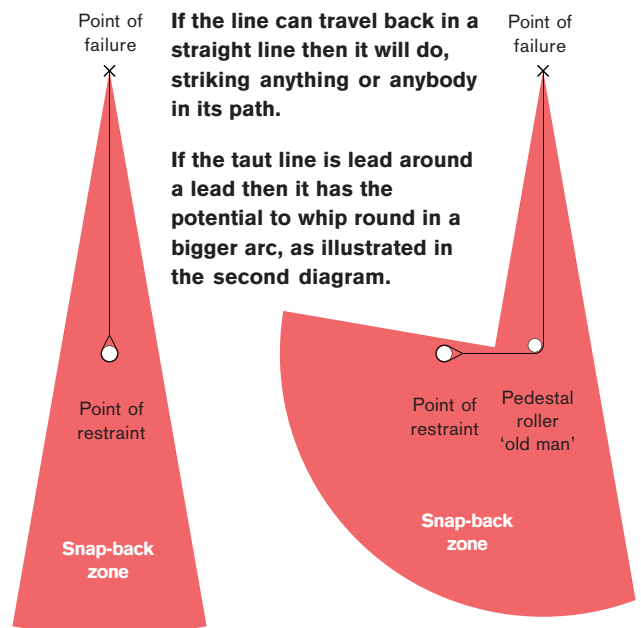 Point of
failure
If the line can travel back in a
straight line then it will do,
striking anything or anybody
in its path.
If the taut line is lead around
a lead then it has the
potential to whip round in a
bigger arc, as illustrated in
the second diagram.
Point of
failure
Point of
restraint
Snap-back
zone
Point of
restraint
Pedestal
roller
‘old man’
Snap-back
zone